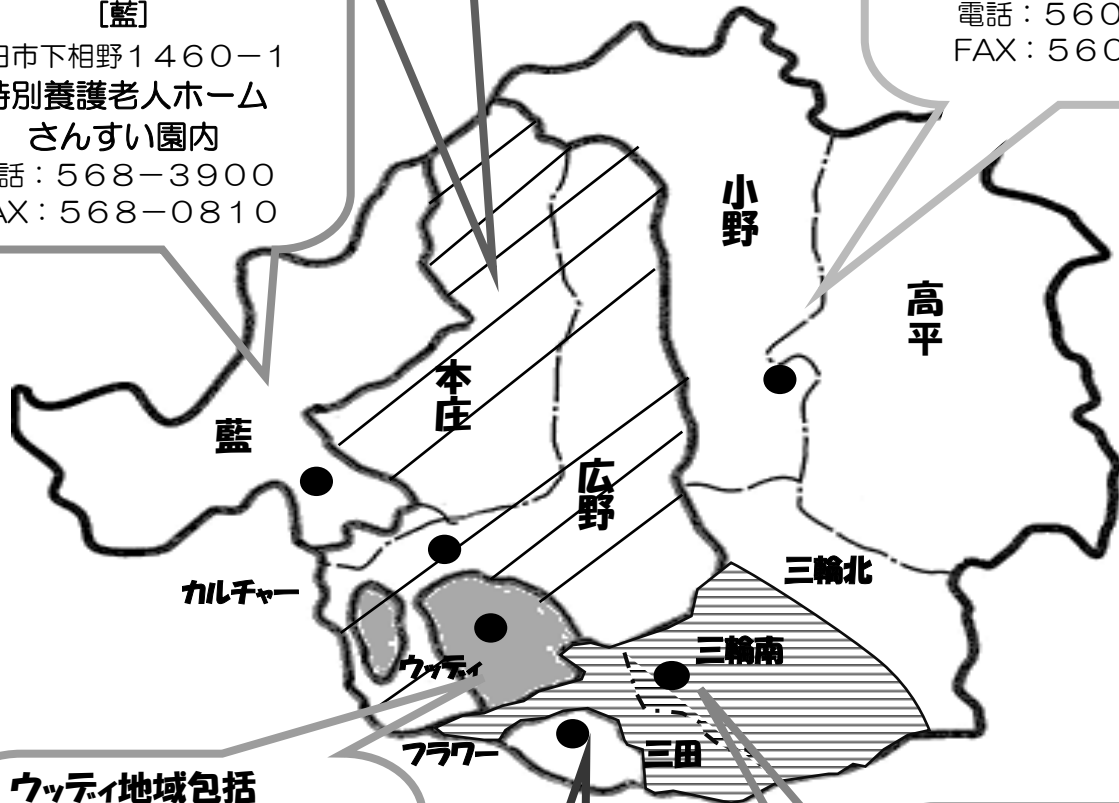 [藍]
田市下相野1460-1
特別養護老人ホーム
さんすい園内
話:568-3900
AX:568-0810
電話:560
FAX:560
小野
高平
本庄
藍
広野
カルチャー
三輪北
三輪南
ウッディ
フラワー
三田
ウッディ地域包括